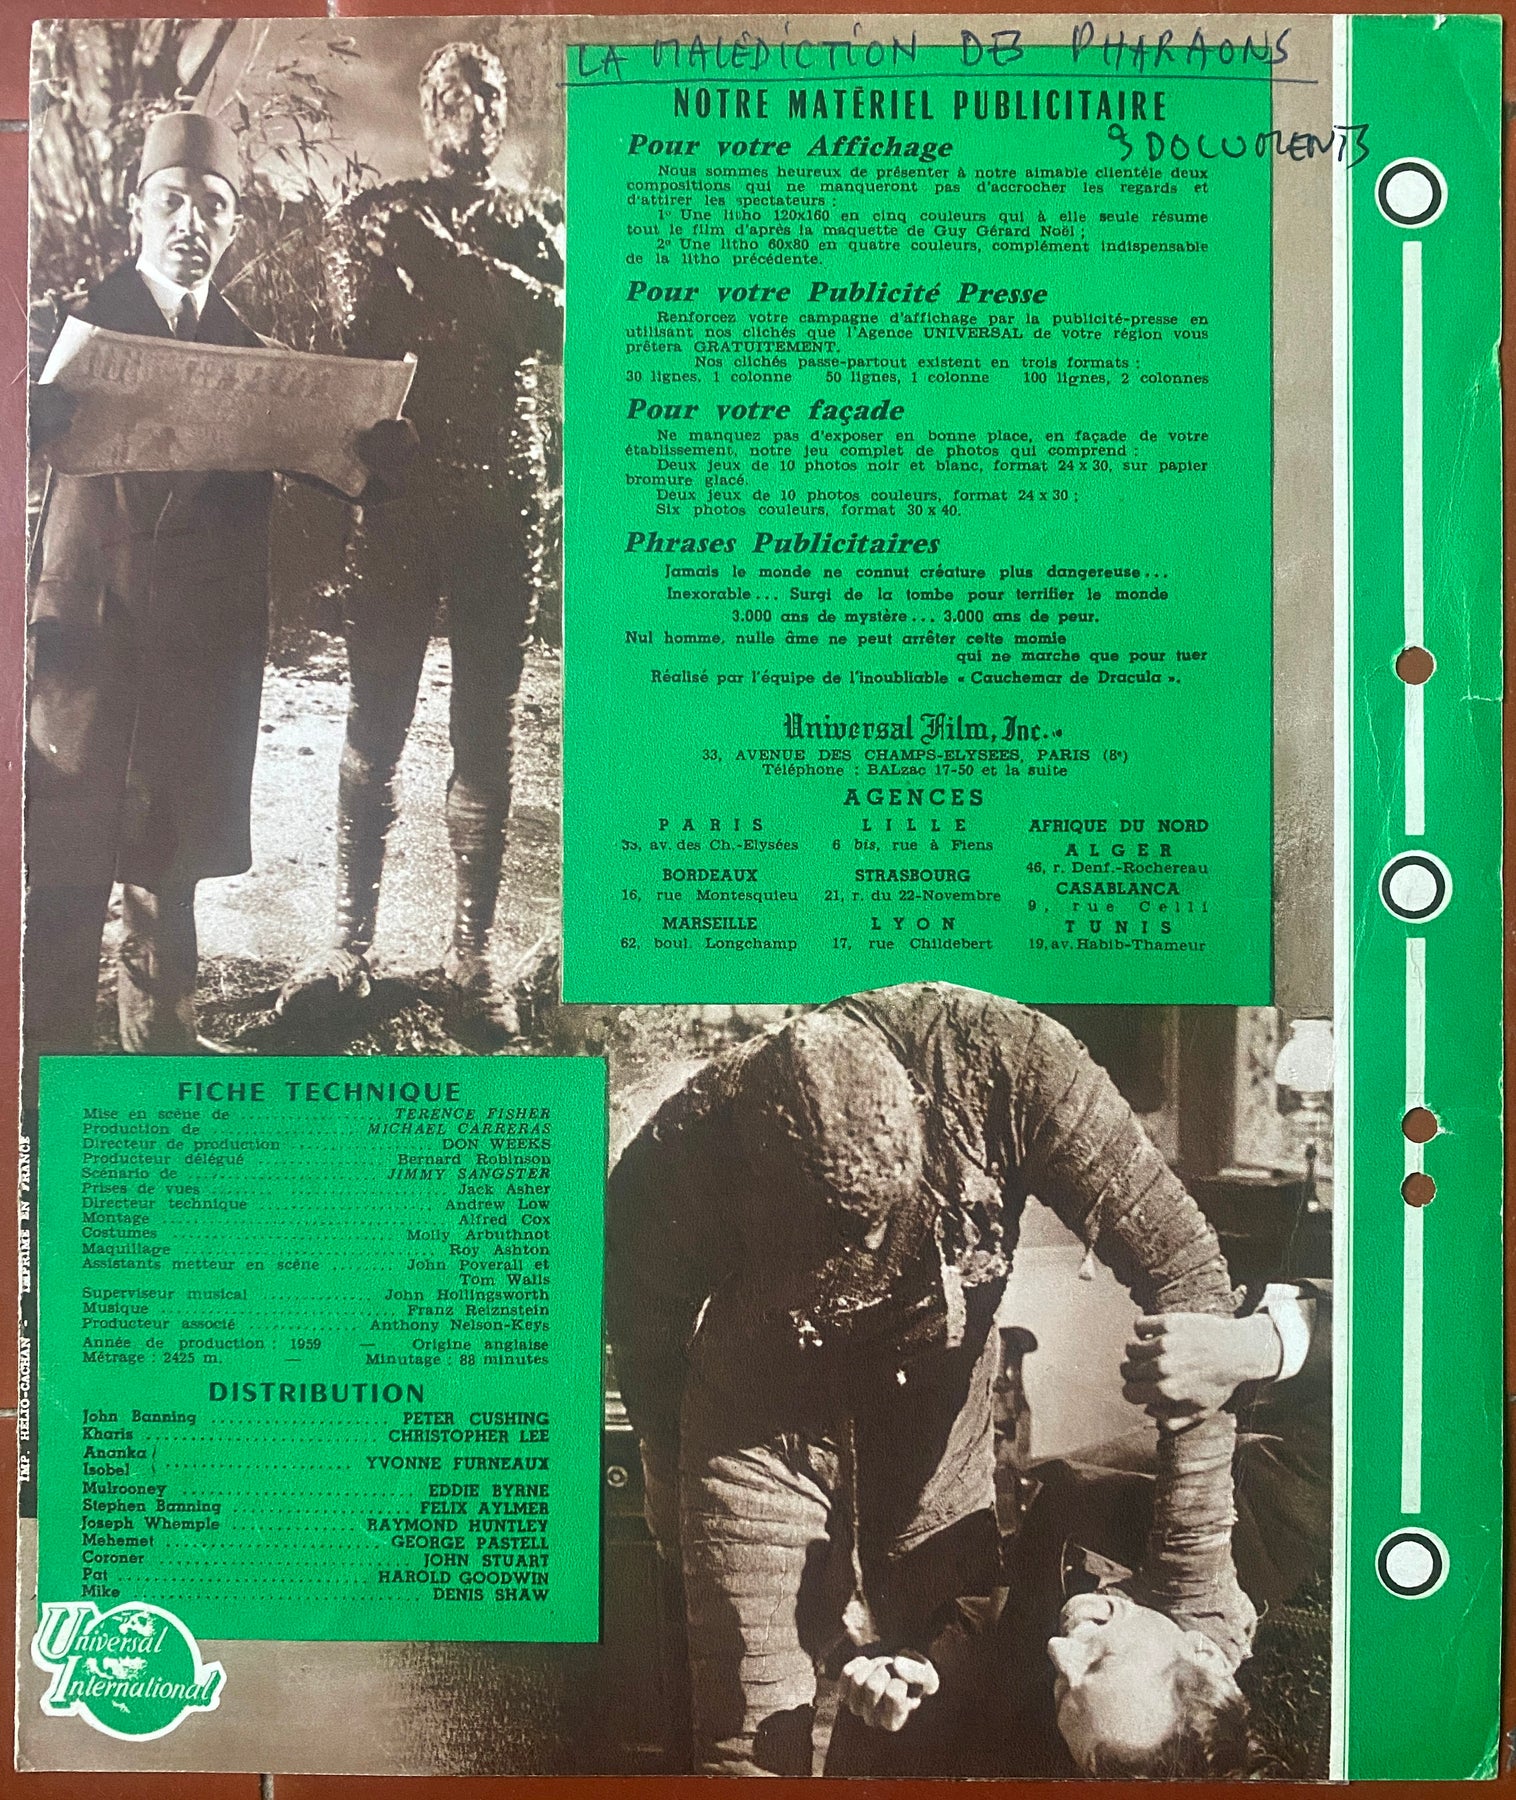 LA MALÉDICTION DES PHARAONS
NOTRE MATÉRIEL PUBLICITAIRE
9 DOCUMENTS
Pour votre Affichage
Nous sommes heureux de présenter à notre aimable clientèle deux
compositions qui ne manqueront pas d'accrocher les regards et
d'attirer les spectateurs :
1° Une litho 120x160 en cinq couleurs qui à elle seule résume
tout le film d'après la maquette de Guy Gérard Noël ;
2° Une litho 60x80 en quatre couleurs, complément indispensable
de la litho précédente.
Pour votre Publicité Presse
Renforcez votre campagne d'affichage par la publicité-presse en
utilisant nos clichés que l'Agence UNIVERSAL de votre région vous
prêtera GRATUITEMENT.
Nos clichés passe-partout existent en trois formats :
30 lignes, 1 colonne 50 lignes, 1 colonne 100 lignes, 2 colonnes
Pour votre façade
Ne manquez pas d'exposer en bonne place, en façade de votre
établissement, notre jeu complet de photos qui comprend :
Deux jeux de 10 photos noir et blanc, format 24 x 30, sur papier
bromure glacé.
Deux jeux de 10 photos couleurs, format 24 x 30 ;
Six photos couleurs, format 30 x 40.
Phrases Publicitaires
Jamais le monde ne connut créature plus dangereuse...
Inexorable... Surgi de la tombe pour terrifier le monde
3.000 ans de mystère... 3.000 ans de peur.
Nul homme, nulle âme ne peut arrêter cette momie
qui ne marche que pour tuer
Réalisé par l'équipe de l'inoubliable « Cauchemar de Dracula ».
Universal Film, Inc.
33, AVENUE DES CHAMPS-ELYSEES, PARIS (8e)
Téléphone : BALzac 17-50 et la suite
AGENCES
PARIS
33, av. des Ch.-Elysées
BORDEAUX
16, rue Montesquieu
MARSEILLE
62, boul. Longchamp
LILLE
6 bis, rue à Fiens
STRASBOURG
21, r. du 22-Novembre
LYON
17, rue Childebert
AFRIQUE DU NORD
ALGER
46, r. Denf.-Rochereau
CASABLANCA
9, rue Celli
TUNIS
19, av. Habib-Thameur
FICHE TECHNIQUE
Mise en scène de .................. TERENCE FISHER
Production de .................. MICHAEL CARRERAS
Directeur de production .................. DON WEEKS
Producteur délégué .................. Bernard Robinson
Scénario de .................. JIMMY SANGSTER
Prises de vues .................. Jack Asher
Directeur technique .................. Andrew Low
Montage .................. Alfred Cox
Costumes .................. Molly Arbuthnot
Maquillage .................. Roy Ashton
Assistants metteur en scène ........ John Poverall et
Tom Walls
Superviseur musical ............ John Hollingsworth
Musique .................. Franz Reiznstein
Producteur associé ............ Anthony Nelson-Keys
Année de production : 1959 — Origine anglaise
Métrage : 2425 m. — Minutage : 88 minutes
DISTRIBUTION
John Banning .................. PETER CUSHING
Kharis .................. CHRISTOPHER LEE
Ananka
Isobel .................. YVONNE FURNEAUX
Mulrooney .................. EDDIE BYRNE
Stephen Banning .................. FELIX AYLMER
Joseph Whemple .................. RAYMOND HUNTLEY
Mehemet .................. GEORGE PASTELL
Coroner .................. JOHN STUART
Pat .................. HAROLD GOODWIN
Mike .................. DENIS SHAW
Universal
International
IMP. HELIO-CACHAN - IMPRIME EN FRANCE